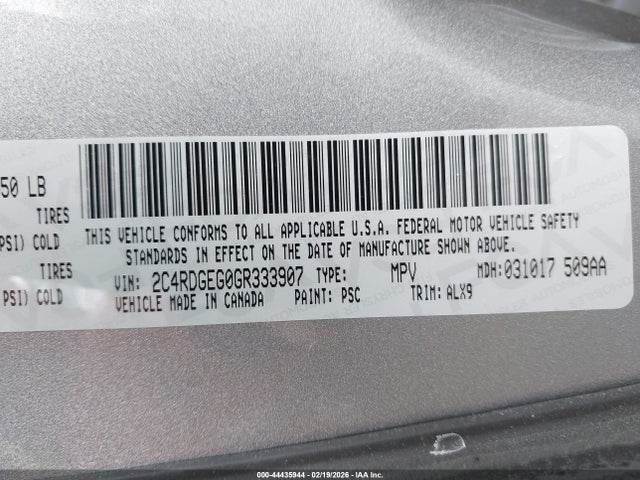 50 LB
TIRES
PSI) COLD
TIRES
PSI) COLD
THIS VEHICLE CONFORMS TO ALL APPLICABLE U.S.A. FEDERAL MOTOR VEHICLE SAFETY
STANDARDS IN EFFECT ON THE DATE OF MANUFACTURE SHOWN ABOVE.
VIN: 2C4RDGEG0GR333907 TYPE: MPV MDH: 031017 509AA
VEHICLE MADE IN CANADA PAINT: PSC TRIM: ALX9
000-44435944 | 02/19/2026 - IAA Inc.